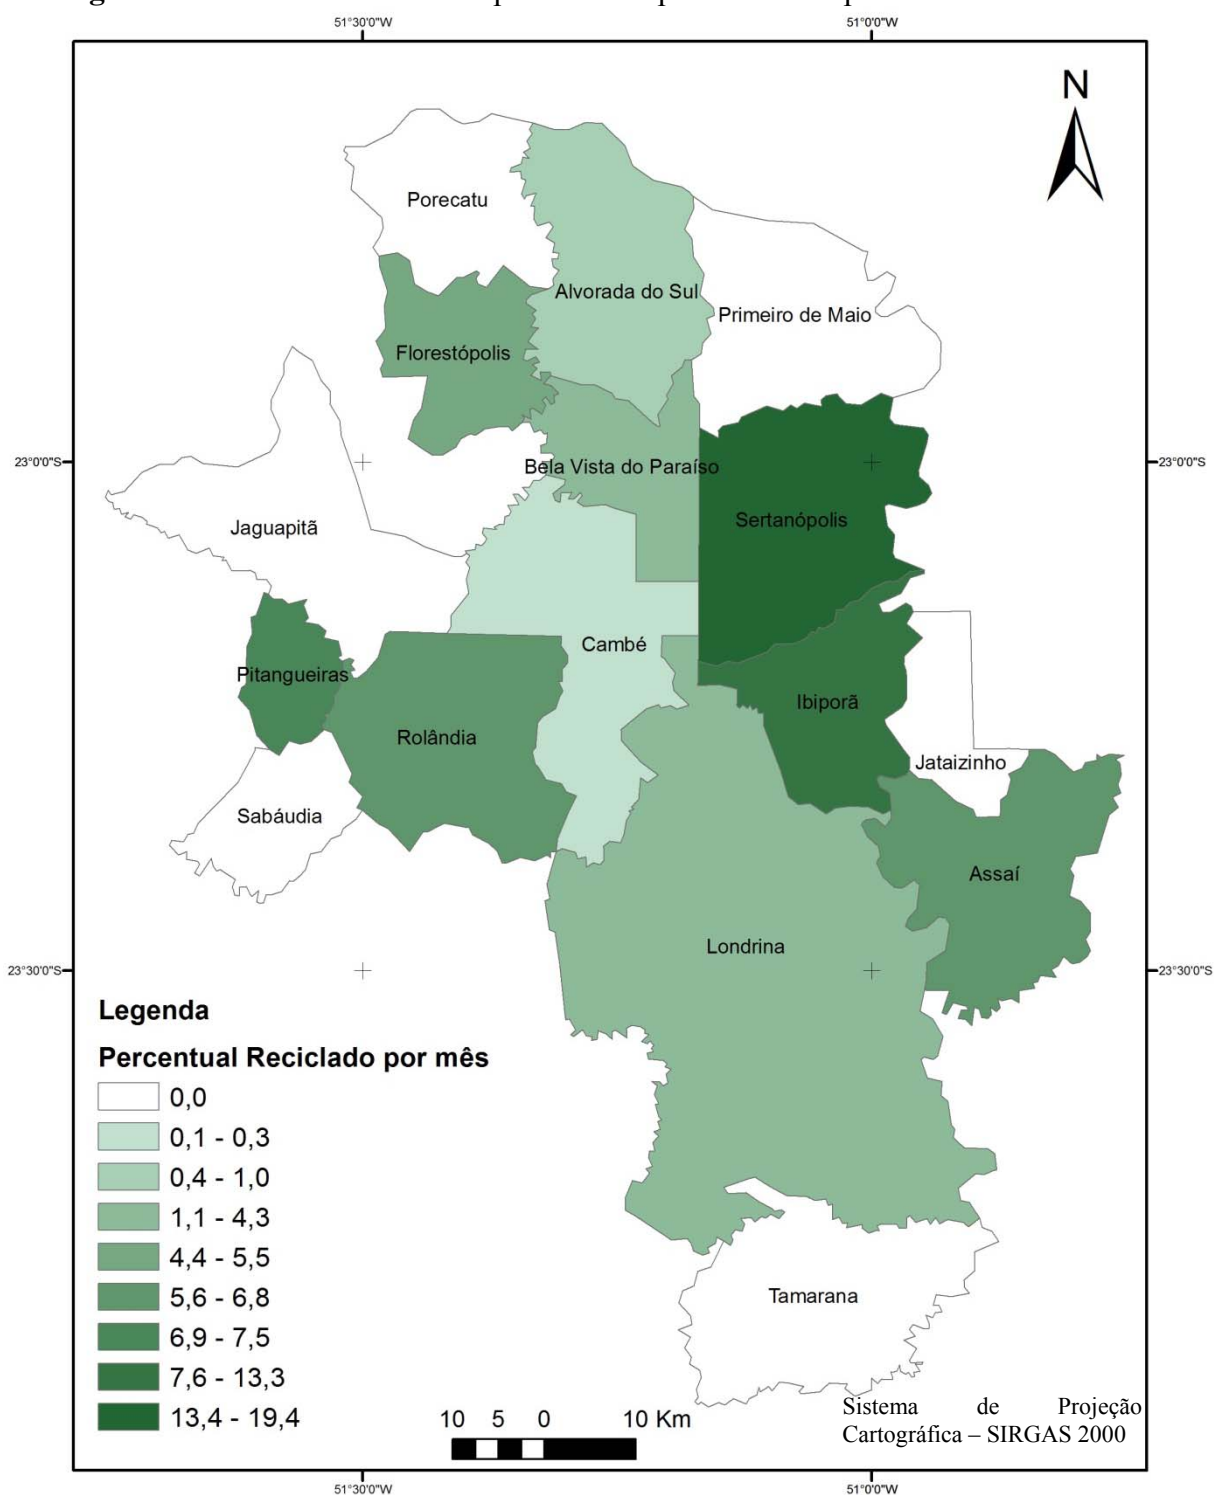 51°30'0"W 51°0'0"W
N
Porecatu
Alvorada do Sul
Primeiro de Maio
Florestópolis
23°0'0"S 23°0'0"S
Bela Vista do Paraíso
Sertanópolis
Jaguapitã
Cambé
Pitangueiras
Ibiporã
Rolândia
Jataizinho
Sabáudia
Assaí
Londrina
23°30'0"S 23°30'0"S
Legenda
Percentual Reciclado por mês
0,0
0,1 - 0,3
0,4 - 1,0
1,1 - 4,3
4,4 - 5,5
5,6 - 6,8
6,9 - 7,5
7,6 - 13,3
13,4 - 19,4
Tamarana
10 5 0 10 Km
Sistema de Projeção
Cartográfica – SIRGAS 2000
51°30'0"W 51°0'0"W